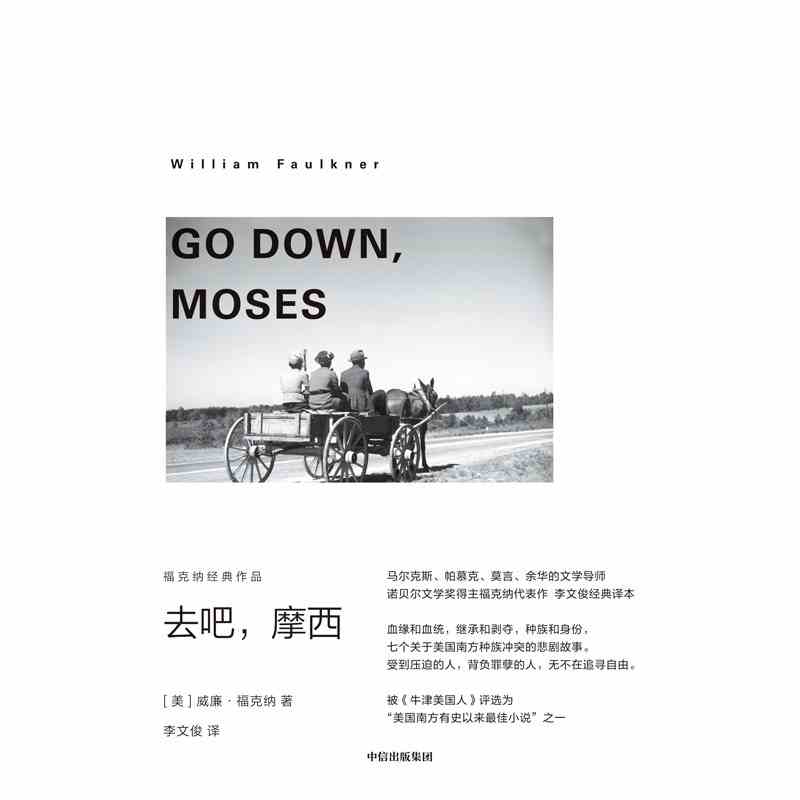 William Faulkner
GO DOWN,
MOSES
福克纳经典作品
去吧，摩西
[ 美 ] 威廉 · 福克纳 著
李文俊 译
马尔克斯、帕慕克、莫言、余华的文学导师
诺贝尔文学奖得主福克纳代表作 李文俊经典译本
血缘和血统，继承和剥夺，种族和身份，
七个关于美国南方种族冲突的悲剧故事。
受到压迫的人，背负罪孽的人，无不在追寻自由。
被《牛津美国人》评选为
“美国南方有史以来最佳小说”之一
中信出版集团